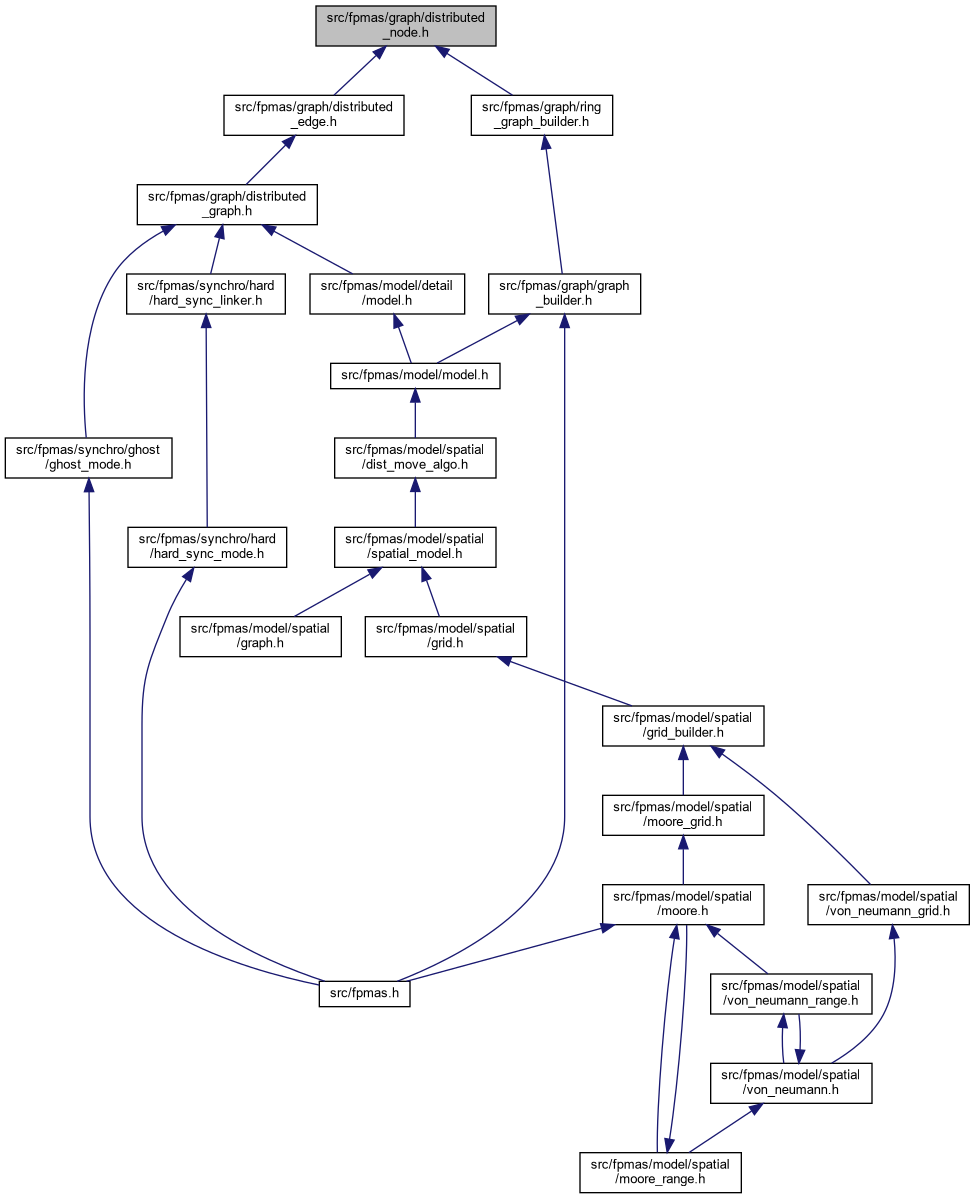 src/fpmas/graph/distributed
_node.h
src/fpmas/graph/distributed
_edge.h
src/fpmas/graph/ring
_graph_builder.h
src/fpmas/graph/distributed
_graph.h
src/fpmas/synchro/hard
/hard_sync_linker.h
src/fpmas/model/detail
/model.h
src/fpmas/graph/graph
_builder.h
src/fpmas/model/model.h
src/fpmas/synchro/ghost
/ghost_mode.h
src/fpmas/model/spatial
/dist_move_algo.h
src/fpmas/synchro/hard
/hard_sync_mode.h
src/fpmas/model/spatial
/spatial_model.h
src/fpmas/model/spatial
/graph.h
src/fpmas/model/spatial
/grid.h
src/fpmas/model/spatial
/grid_builder.h
src/fpmas/model/spatial
/moore_grid.h
src/fpmas/model/spatial
/moore.h
src/fpmas/model/spatial
/von_neumann_grid.h
src/fpmas.h
src/fpmas/model/spatial
/von_neumann_range.h
src/fpmas/model/spatial
/von_neumann.h
src/fpmas/model/spatial
/moore_range.h